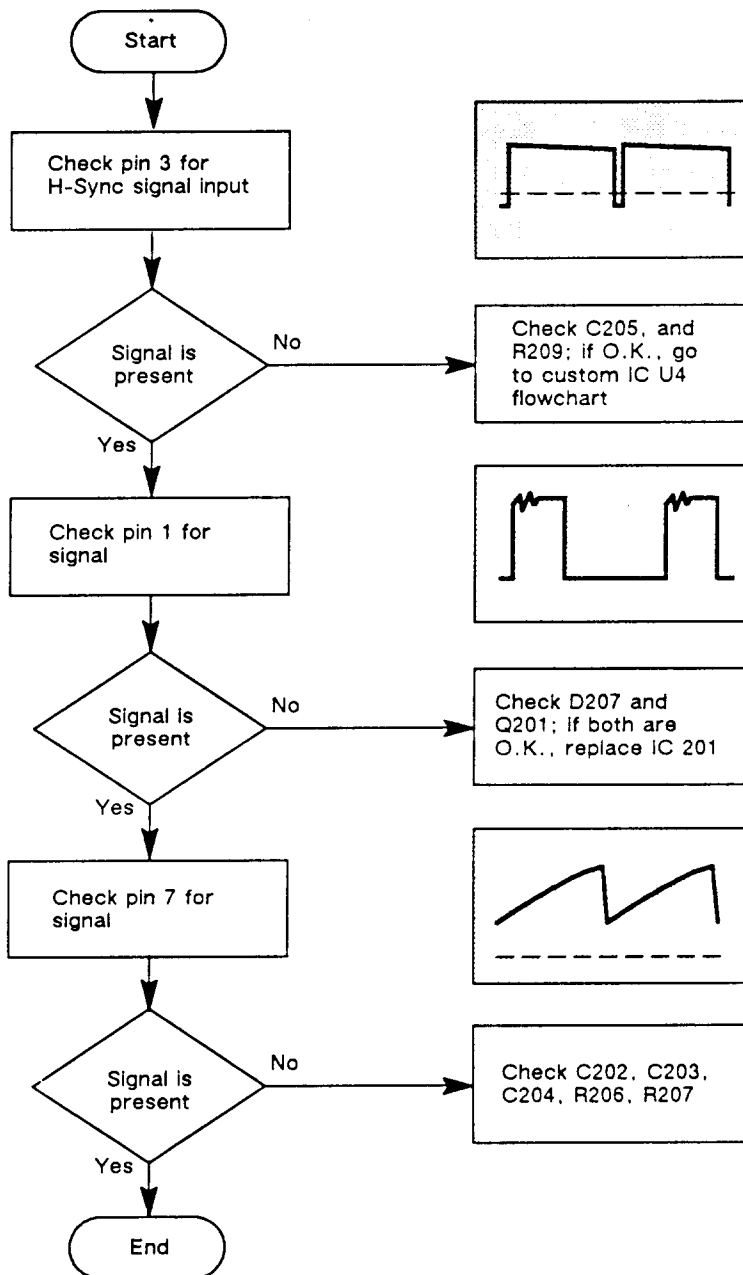 Start
Check pin 3 for
H-Sync signal input
Signal is
present
No
Check C205, and
R209; if O.K., go
to custom IC U4
flowchart
Yes
Check pin 1 for
signal
Signal is
present
No
Check D207 and
Q201; if both are
O.K., replace IC 201
Yes
Check pin 7 for
signal
Signal is
present
No
Check C202, C203,
C204, R206, R207
Yes
End